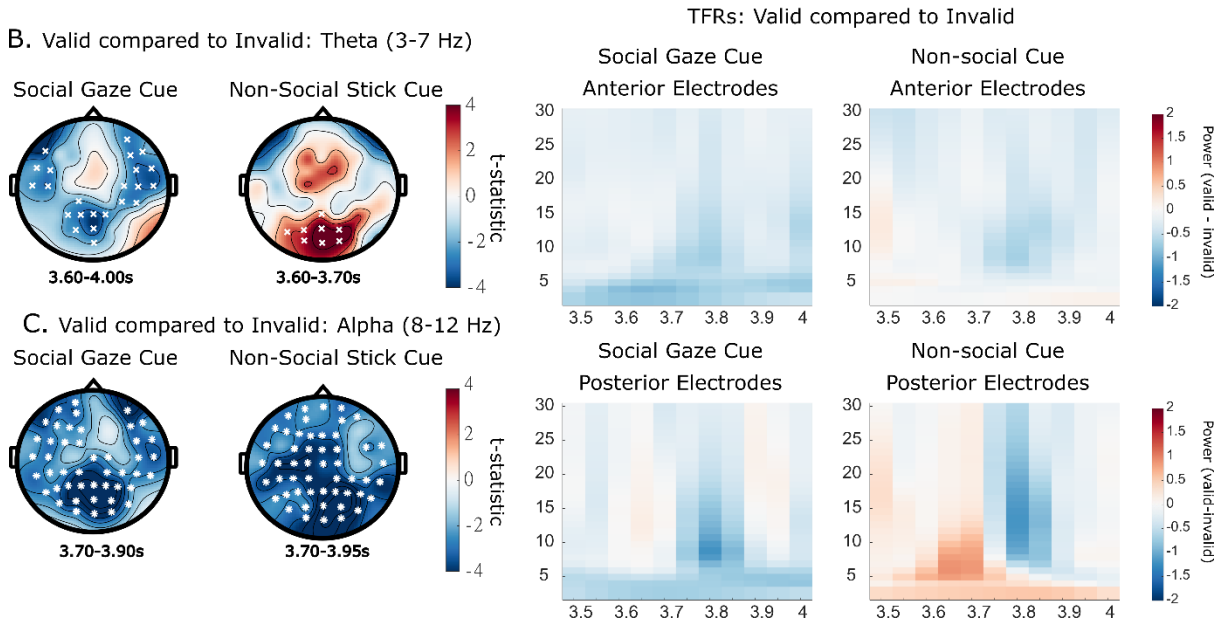 B. Valid compared to Invalid: Theta (3-7 Hz)
Social Gaze Cue
Non-Social Stick Cue
4
2
0
-2
-4
t-statistic
3.60-4.00s
3.60-3.70s
C. Valid compared to Invalid: Alpha (8-12 Hz)
Social Gaze Cue
Non-Social Stick Cue
4
2
0
-2
-4
t-statistic
3.70-3.90s
3.70-3.95s
TFRs: Valid compared to Invalid
Social Gaze Cue
Anterior Electrodes
30
25
20
15
10
5
3.5 3.6 3.7 3.8 3.9 4
Non-social Cue
Anterior Electrodes
30
25
20
15
10
5
3.5 3.6 3.7 3.8 3.9 4
2
1.5
1
0.5
0
-0.5
-1
-1.5
-2
Power (valid - invalid)
Social Gaze Cue
Posterior Electrodes
30
25
20
15
10
5
3.5 3.6 3.7 3.8 3.9 4
Non-social Cue
Posterior Electrodes
30
25
20
15
10
5
3.5 3.6 3.7 3.8 3.9 4
2
1.5
1
0.5
0
-0.5
-1
-1.5
-2
Power (valid-invalid)